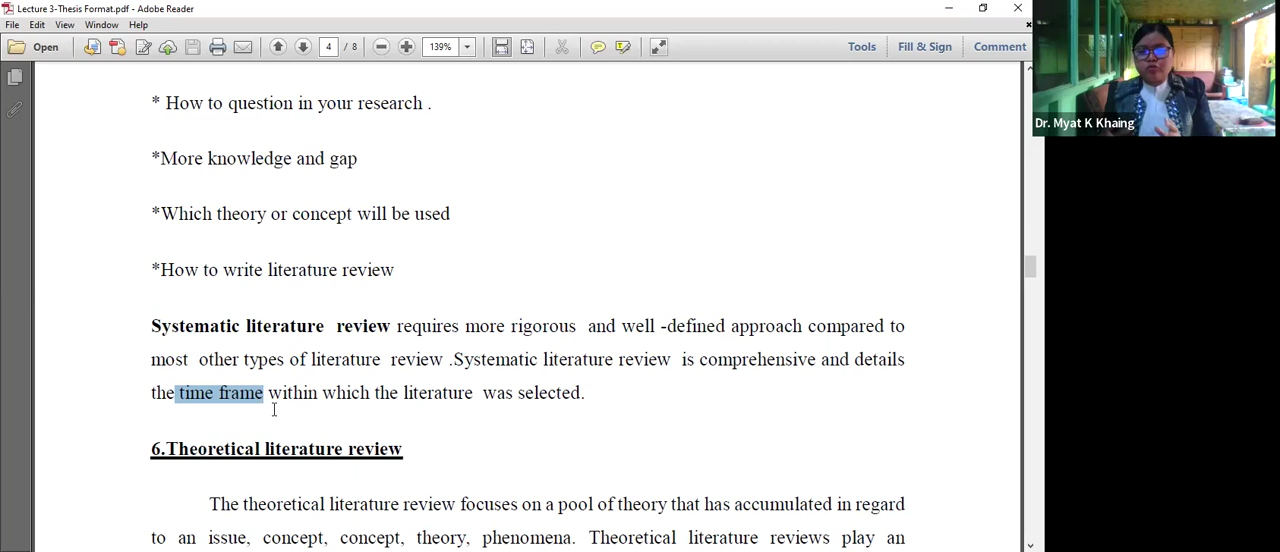 Lecture 3-Thesis Format.pdf - Adobe Reader
File Edit View Window Help
Open 4 / 8 139% Tools Fill & Sign Comment
Dr. Myat K Khaing
* How to question in your research .
*More knowledge and gap
*Which theory or concept will be used
*How to write literature review
Systematic literature review requires more rigorous and well -defined approach compared to
most other types of literature review .Systematic literature review is comprehensive and details
the time frame within which the literature was selected.
6.Theoretical literature review
The theoretical literature review focuses on a pool of theory that has accumulated in regard
to an issue, concept, concept, theory, phenomena. Theoretical literature reviews play an